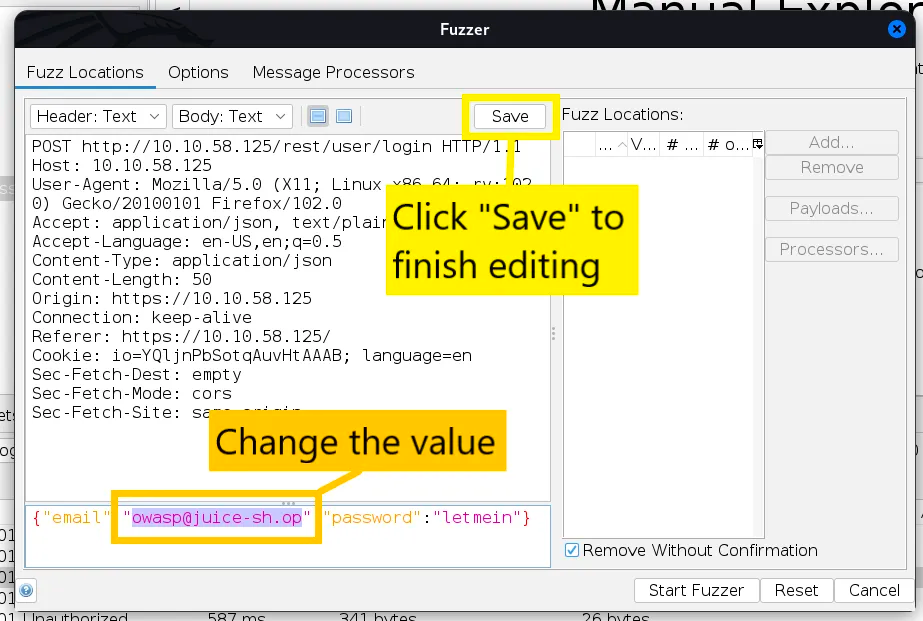 Manual Explor
Fuzzer
Fuzz Locations Options Message Processors
Header: Text Body: Text Save Fuzz Locations:
... V... # ... # o...
Add...
Remove
Payloads...
Processors...
POST http://10.10.58.125/rest/user/login HTTP/1.1
Host: 10.10.58.125
User-Agent: Mozilla/5.0 (X11; Linux x86_64; rv:102
0) Gecko/20100101 Firefox/102.0
Accept: application/json, text/plain
Accept-Language: en-US,en;q=0.5
Content-Type: application/json
Content-Length: 50
Origin: https://10.10.58.125
Connection: keep-alive
Referer: https://10.10.58.125/
Cookie: io=YQljnPbSotqAuvHtAAAB; language=en
Sec-Fetch-Dest: empty
Sec-Fetch-Mode: cors
Sec-Fetch-Site: same-origin
Click "Save" to
finish editing
Change the value
{"email" "owasp@juice-sh.op" "password":"letmein"}
Remove Without Confirmation
Start Fuzzer Reset Cancel
01 Unauthorized 587 ms 341 bytes 26 bytes